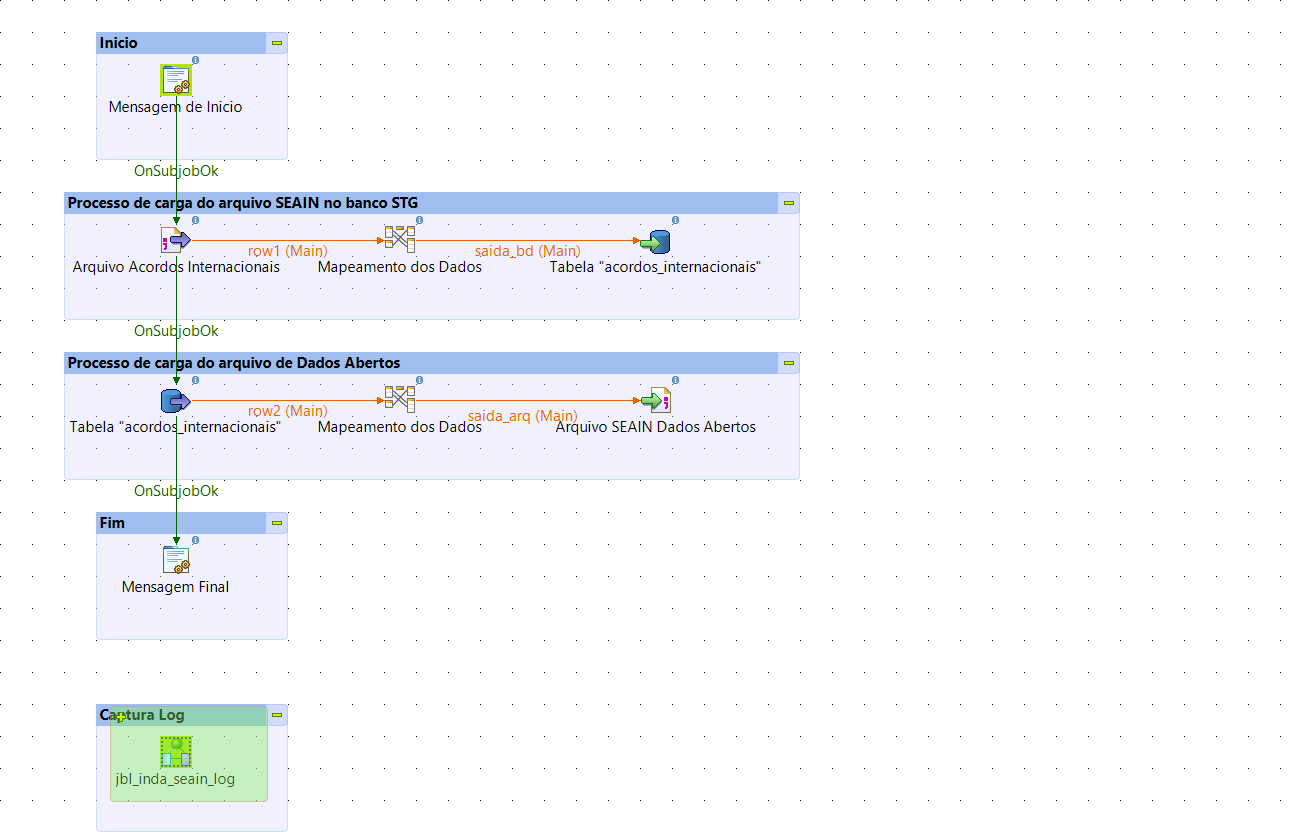 Inicio
Mensagem de Inicio
OnSubjobOk
Processo de carga do arquivo SEAIN no banco STG
row1 (Main)
saida_bd (Main)
Arquivo Acordos Internacionais
Mapeamento dos Dados
Tabela "acordos_internacionais"
OnSubjobOk
Processo de carga do arquivo de Dados Abertos
row2 (Main)
saida_arq (Main)
Tabela "acordos_internacionais"
Mapeamento dos Dados
Arquivo SEAIN Dados Abertos
OnSubjobOk
Fim
Mensagem Final
Captura Log
jbl_inda_seain_log